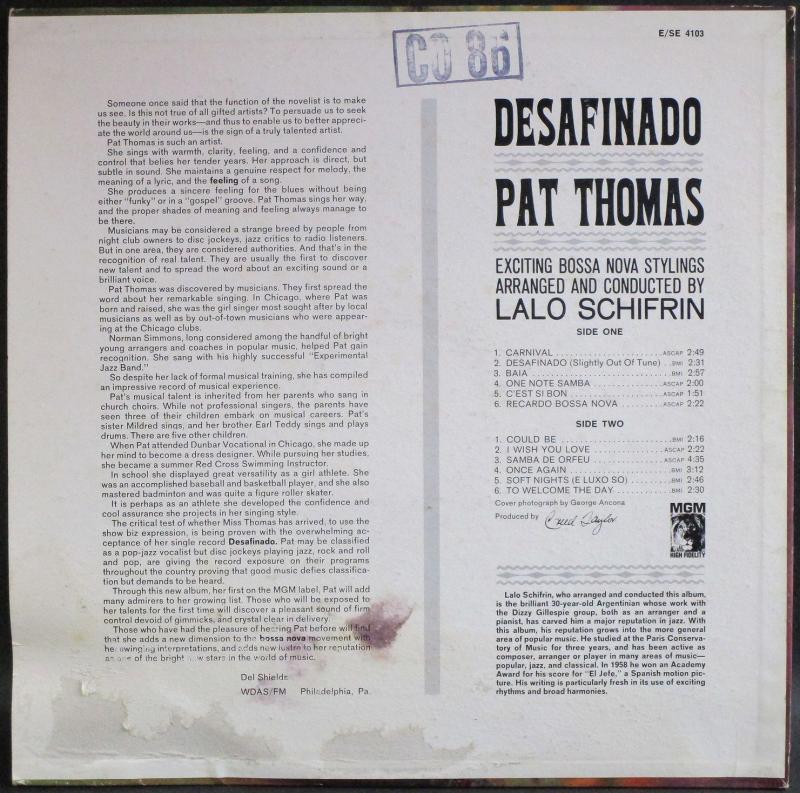 CO 86
E/SE 4103
Someone once said that the function of the novelist is to make
us see. Is this not true of all gifted artists? To persuade us to seek
the beauty in their works—and thus to enable us to better appreci-
ate the world around us—is the sign of a truly talented artist.
Pat Thomas is such an artist.
She sings with warmth, clarity, feeling, and a confidence and
control that belies her tender years. Her approach is direct, but
subtle in sound. She maintains a genuine respect for melody, the
meaning of a lyric, and the feeling of a song.
She produces a sincere feeling for the blues without being
either "funky" or in a "gospel" groove. Pat Thomas sings her way,
and the proper shades of meaning and feeling always manage to
be there.
Musicians may be considered a strange breed by people from
night club owners to disc jockeys, jazz critics to radio listeners.
But in one area, they are considered authorities. And that's in the
recognition of real talent. They are usually the first to discover
new talent and to spread the word about an exciting sound or a
brilliant voice.
Pat Thomas was discovered by musicians. They first spread the
word about her remarkable singing. In Chicago, where Pat was
born and raised, she was the girl singer most sought after by local
musicians as well as by out-of-town musicians who were appear-
ing at the Chicago clubs.
Norman Simmons, long considered among the handful of bright
young arrangers and coaches in popular music, helped Pat gain
recognition. She sang with his highly successful "Experimental
Jazz Band."
So despite her lack of formal musical training, she has compiled
an impressive record of musical experience.
Pat's musical talent is inherited from her parents who sang in
church choirs. While not professional singers, the parents have
seen three of their children embark on musical careers. Pat's
sister Mildred sings, and her brother Earl Teddy sings and plays
drums. There are five other children.
When Pat attended Dunbar Vocational in Chicago, she made up
her mind to become a dress designer. While pursuing her studies,
she became a summer Red Cross Swimming Instructor.
In school she displayed great versatility as a girl athlete. She
was an accomplished baseball and basketball player, and she also
mastered badminton and was quite a figure roller skater.
It is perhaps as an athlete she developed the confidence and
cool assurance she projects in her singing style.
The critical test of whether Miss Thomas has arrived, to use the
show biz expression, is being proven with the overwhelming ac-
ceptance of her single record Desafinado. Pat may be classified
as a pop-jazz vocalist but disc jockeys playing jazz, rock and roll
and pop, are giving the record exposure on their programs
throughout the country proving that good music defies classifica-
tion but demands to be heard.
Through this new album, her first on the MGM label, Pat will add
many admirers to her growing list. Those who will be exposed to
her talents for the first time will discover a pleasant sound of firm
control devoid of gimmicks, and crystal clear in delivery.
Those who have had the pleasure of hearing Pat before will find
that she adds a new dimension to the bossa nova movement with
her swinging interpretations, and adds new lustre to her reputation
as one of the bright new stars in the world of music.
Del Shields
WDAS/FM Philadelphia, Pa.
DESAFINADO
PAT THOMAS
EXCITING BOSSA NOVA STYLINGS
ARRANGED AND CONDUCTED BY
LALO SCHIFRIN
SIDE ONE
1. CARNIVAL ........................ASCAP 2:49
2. DESAFINADO (Slightly Out Of Tune) ..BMI 2:31
3. BAIA ...............................BMI 2:57
4. ONE NOTE SAMBA ................ASCAP 2:00
5. C'EST SI BON .....................ASCAP 1:51
6. RECARDO BOSSA NOVA ..........ASCAP 2:22
SIDE TWO
1. COULD BE .........................BMI 2:16
2. I WISH YOU LOVE ................ASCAP 2:22
3. SAMBA DE ORFEU ................ASCAP 4:35
4. ONCE AGAIN .......................BMI 3:12
5. SOFT NIGHTS (E LUXO SO) ..........BMI 2:46
6. TO WELCOME THE DAY .............BMI 2:30
Cover photograph by George Ancona
Produced by Creed Taylor
MGM
HIGH FIDELITY
Lalo Schifrin, who arranged and conducted this album,
is the brilliant 30-year-old Argentinian whose work with
the Dizzy Gillespie group, both as an arranger and a
pianist, has carved him a major reputation in jazz. With
this album, his reputation grows into the more general
area of popular music. He studied at the Paris Conserva-
tory of Music for three years, and has been active as
composer, arranger or player in many areas of music—
popular, jazz, and classical. In 1958 he won an Academy
Award for his score for "El Jefe," a Spanish motion pic-
ture. His writing is particularly fresh in its use of exciting
rhythms and broad harmonies.